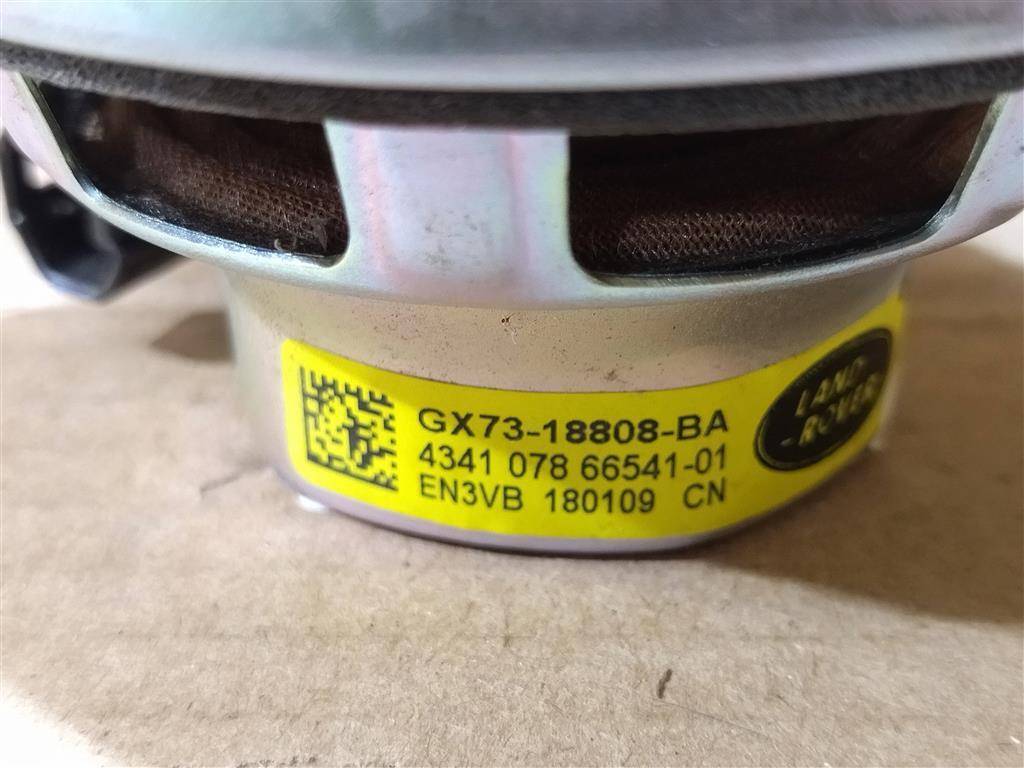 GX73-18808-BA
4341 078 66541-01
EN3VB 180109 CN
LAND-
-ROVER